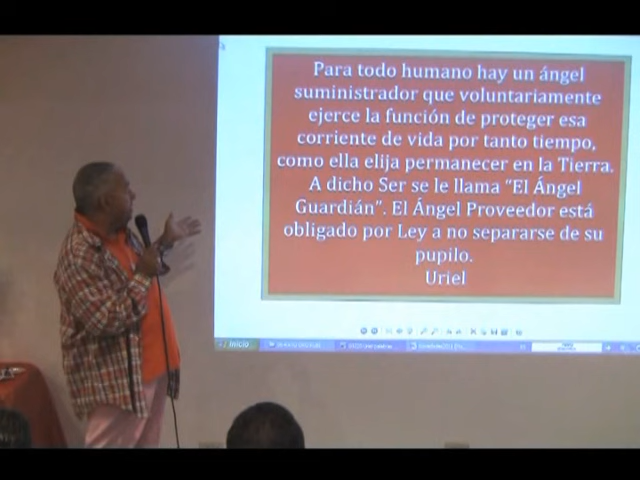 Para todo humano hay un ángel
suministrador que voluntariamente
ejerce la función de proteger esa
corriente de vida por tanto tiempo,
como ella elija permanecer en la Tierra.
A dicho Ser se le llama “El Ángel
Guardián”. El Ángel Proveedor está
obligado por Ley a no separarse de su
pupilo.
Uriel
Inicio